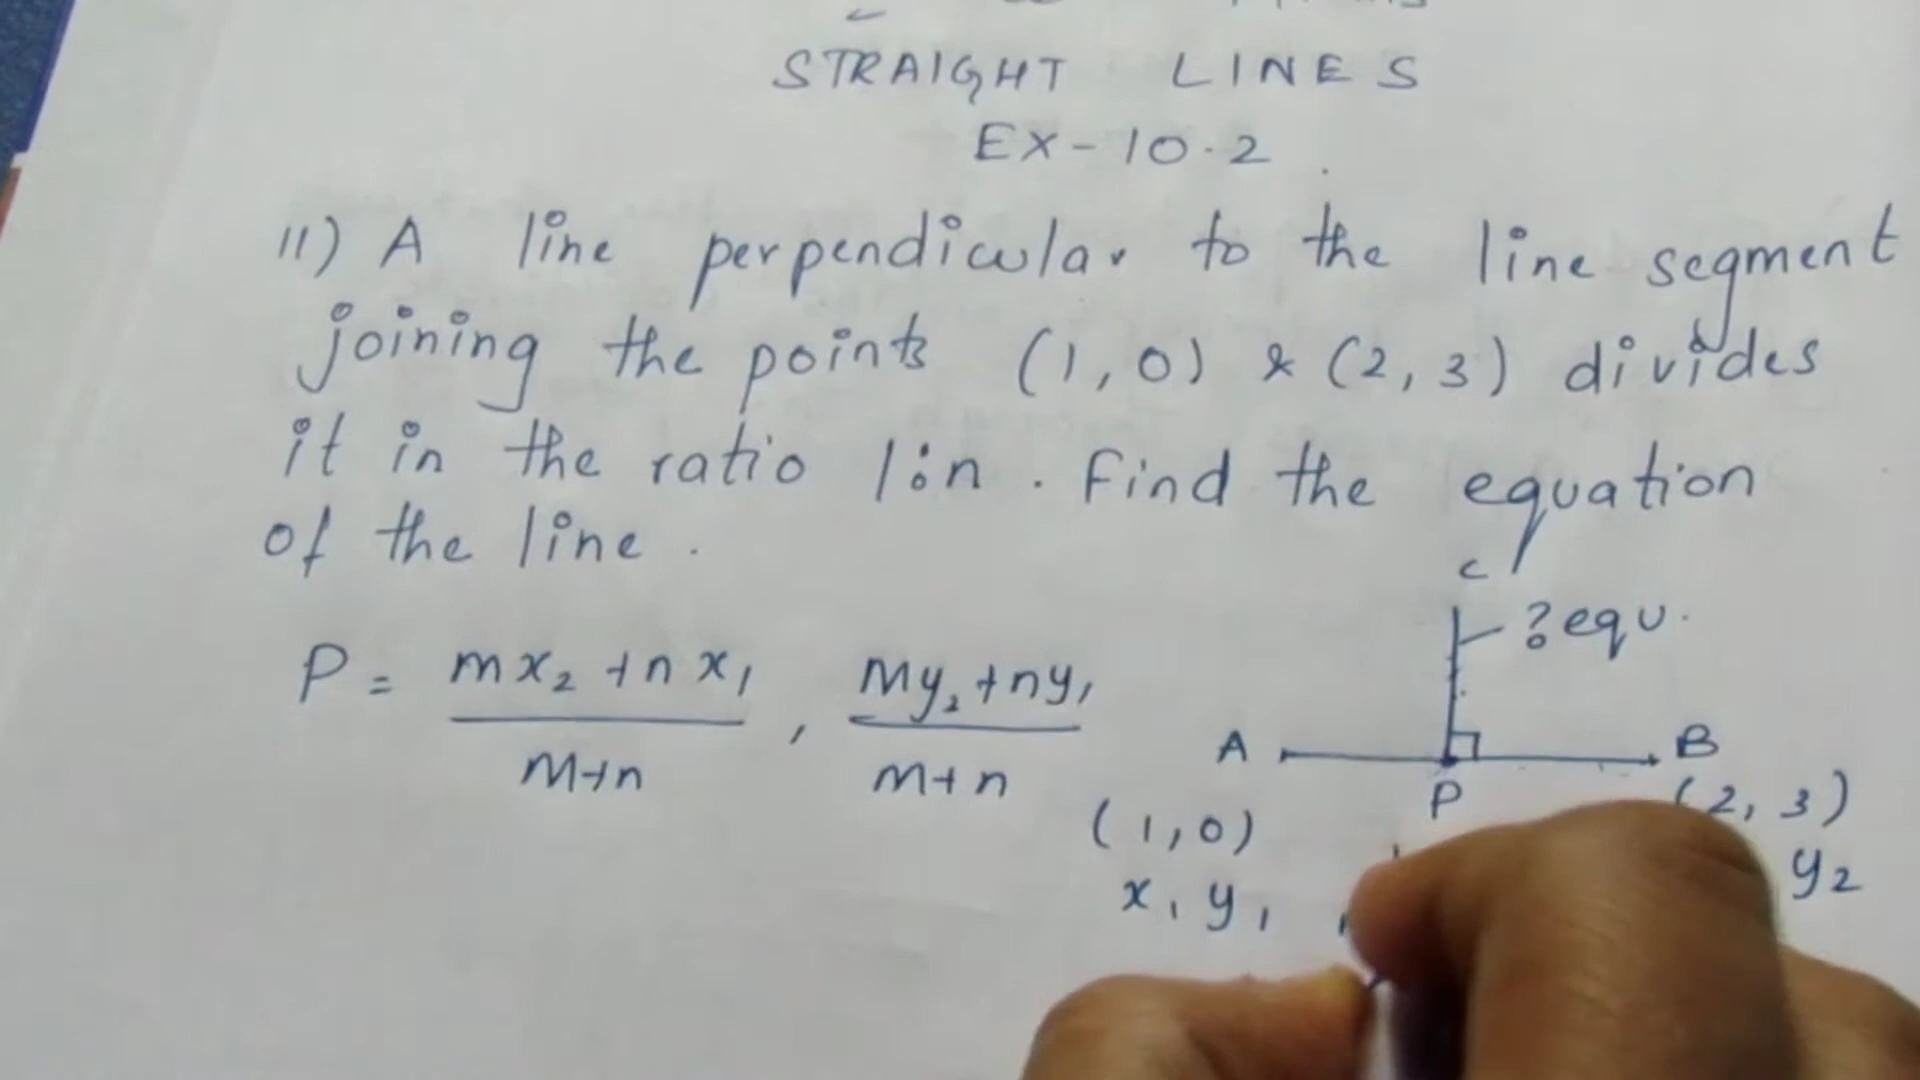 STRAIGHT LINES
EX-10.2
11) A line perpendicular to the line segment
joining the points (1,0) & (2,3) divides
it in the ratio 1:n. Find the equation
of the line.
C
? equ.
P = mx₂ + nx₁ / m+n , my₂ + ny₁ / m+n
A P B
(1,0) (2,3)
x₁ y₁ y₂